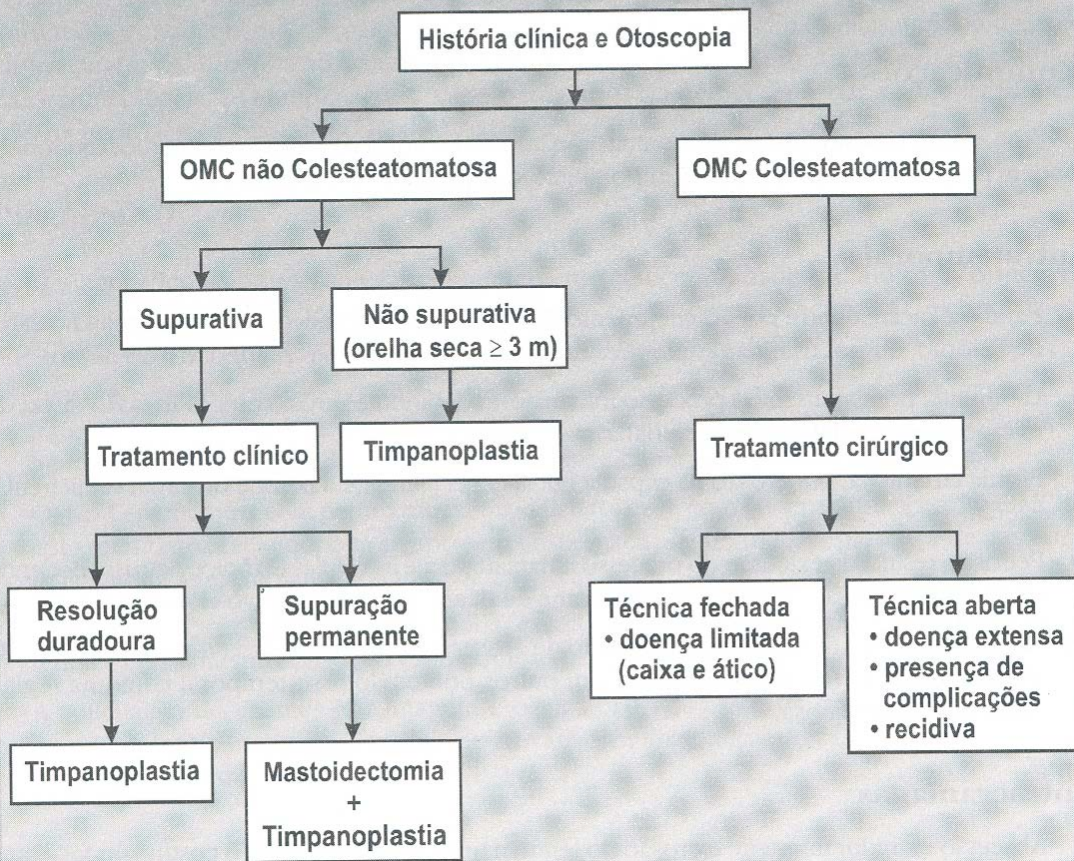 História clínica e Otoscopia
OMC não Colesteatomatosa
OMC Colesteatomatosa
Supurativa
Não supurativa
(orelha seca ≥ 3 m)
Tratamento clínico
Timpanoplastia
Tratamento cirúrgico
Resolução
duradoura
Supuração
permanente
Técnica fechada
• doença limitada
(caixa e ático)
Técnica aberta
• doença extensa
• presença de
complicações
• recidiva
Timpanoplastia
Mastoidectomia
+
Timpanoplastia